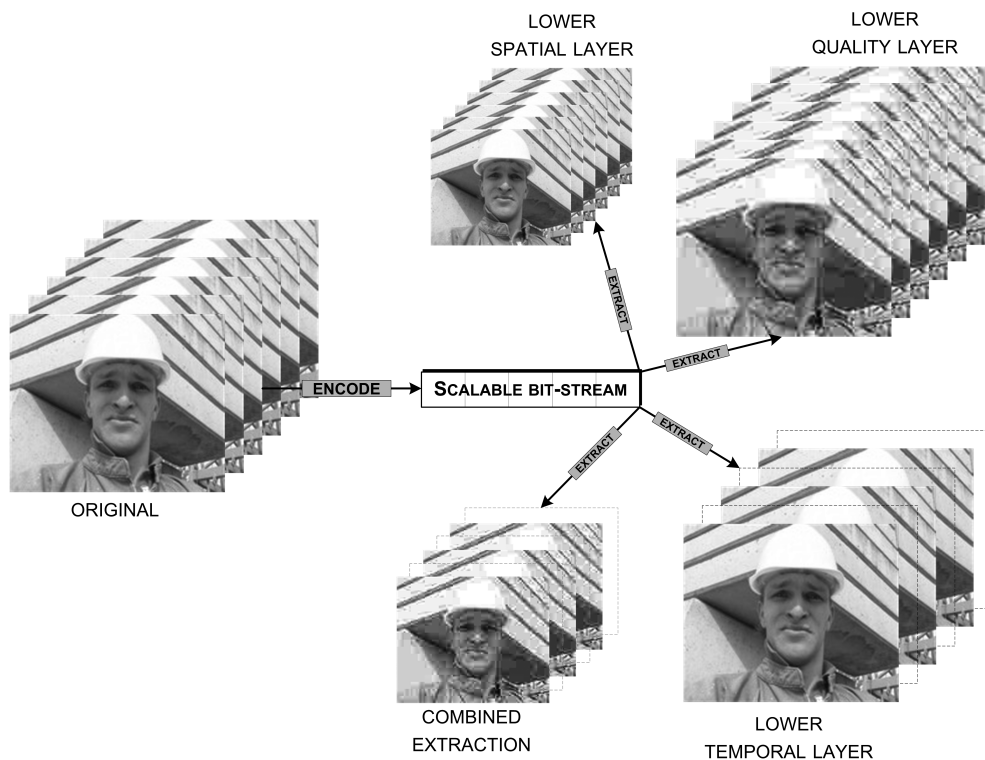 LOWER
SPATIAL LAYER
LOWER
QUALITY LAYER
EXTRACT
EXTRACT
ENCODE
SCALABLE BIT-STREAM
EXTRACT
EXTRACT
ORIGINAL
COMBINED
EXTRACTION
LOWER
TEMPORAL LAYER